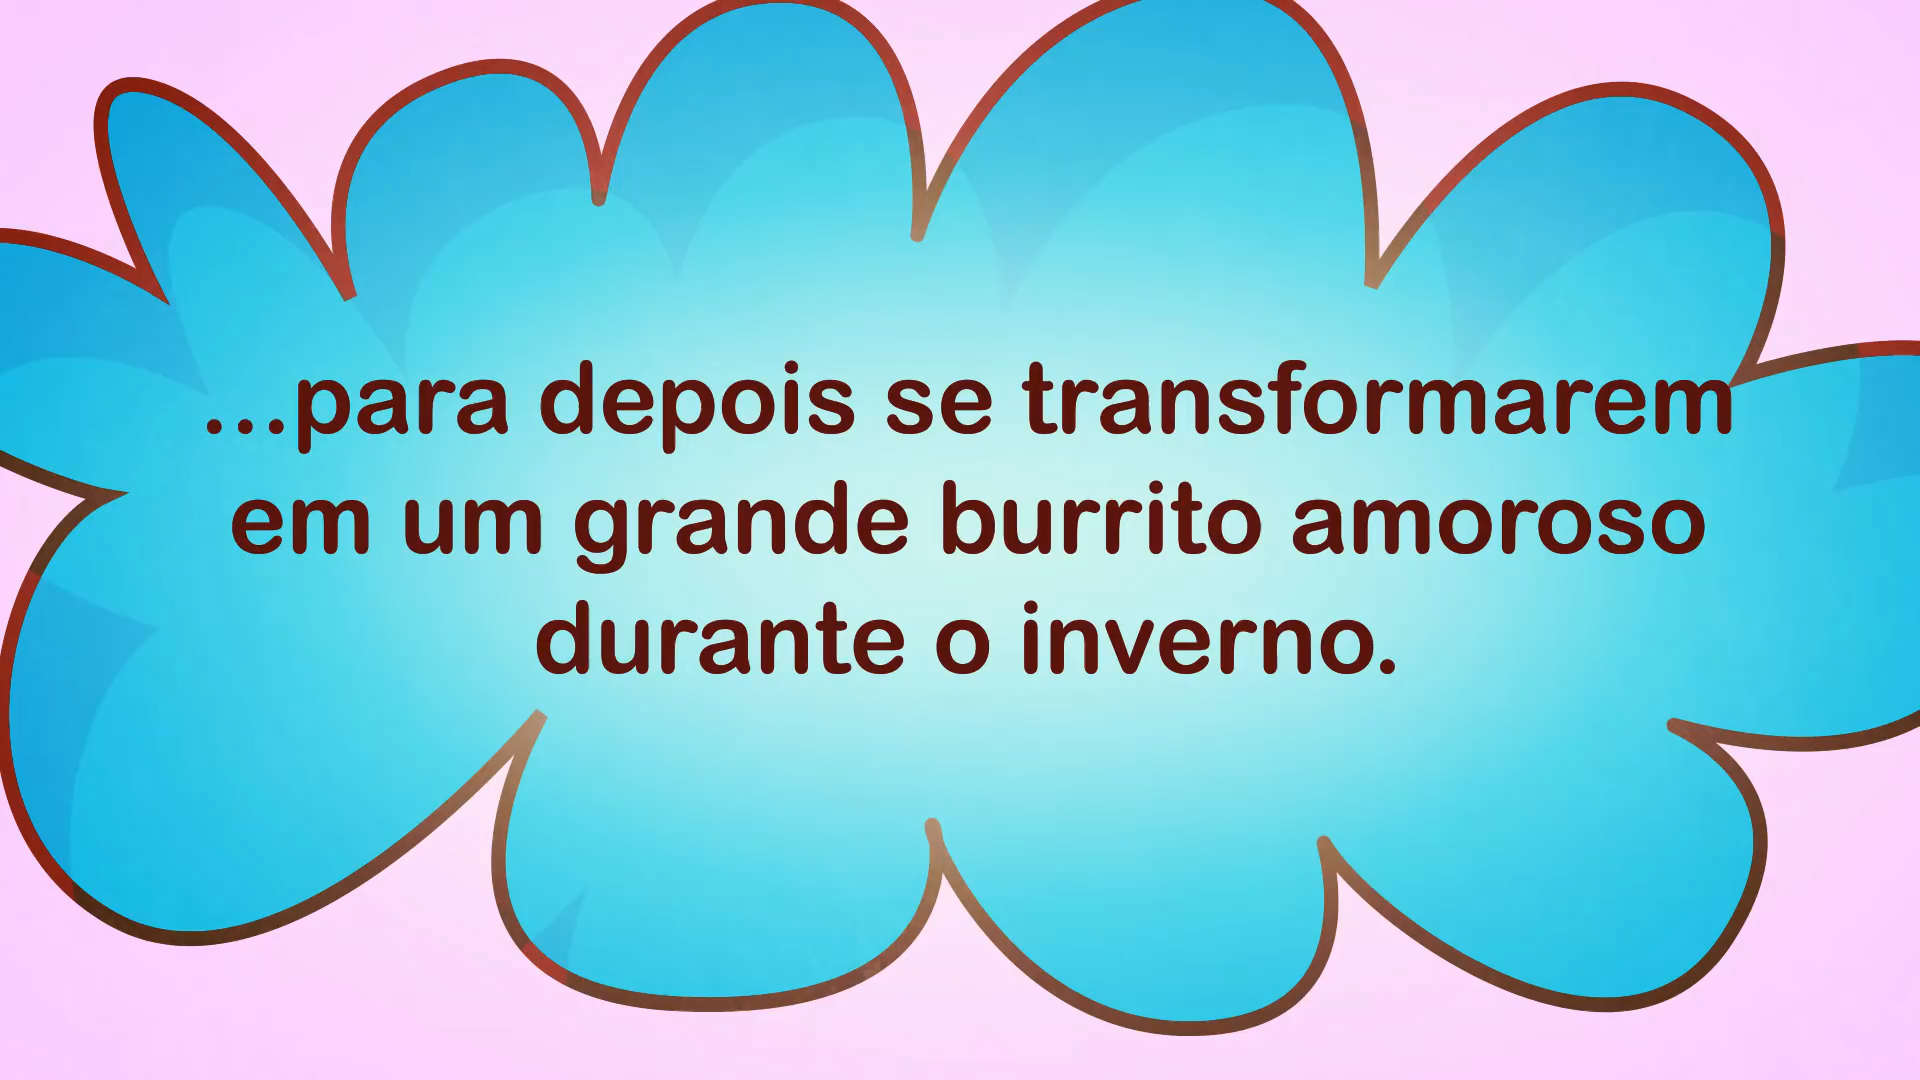 ...para depois se transformarem
em um grande burrito amoroso
durante o inverno.